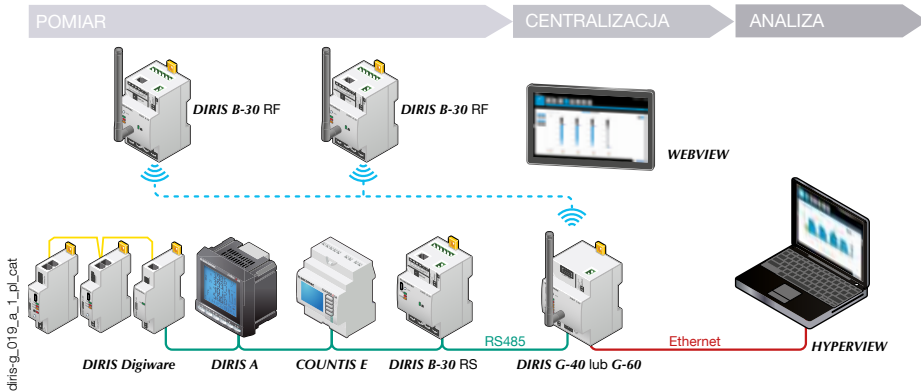 POMIAR
CENTRALIZACJA
ANALIZA
DIRIS B-30 RF
DIRIS B-30 RF
WEBVIEW
RS485
Ethernet
HYPERVIEW
DIRIS Digiware
DIRIS A
COUNTIS E
DIRIS B-30 RS
DIRIS G-40 lub G-60
diris-g_019_a_1_pl_cat